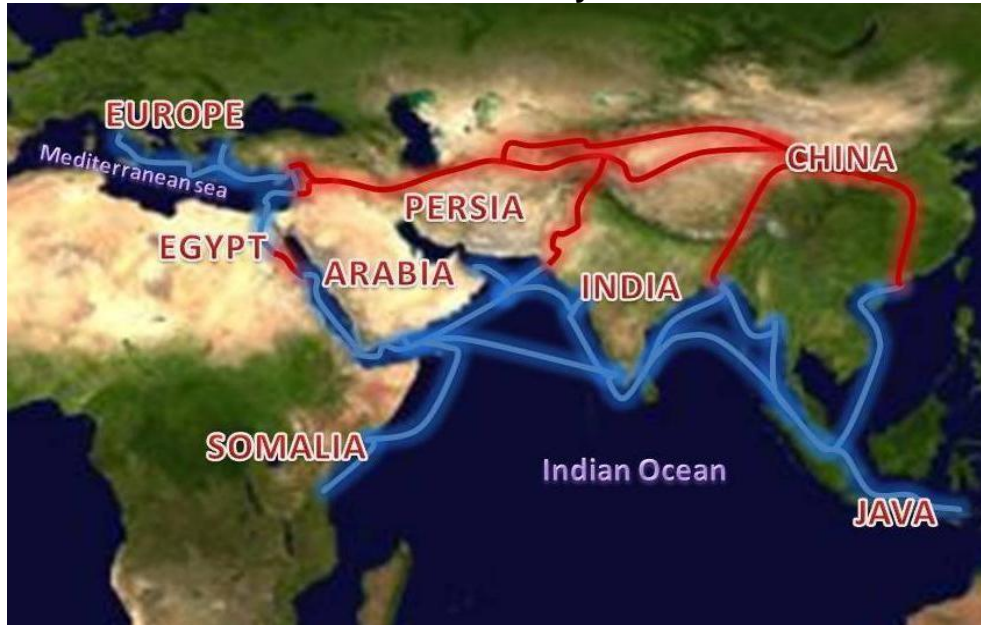 EUROPE
Mediterranean sea
CHINA
PERSIA
EGYPT
ARABIA
INDIA
SOMALIA
Indian Ocean
JAVA